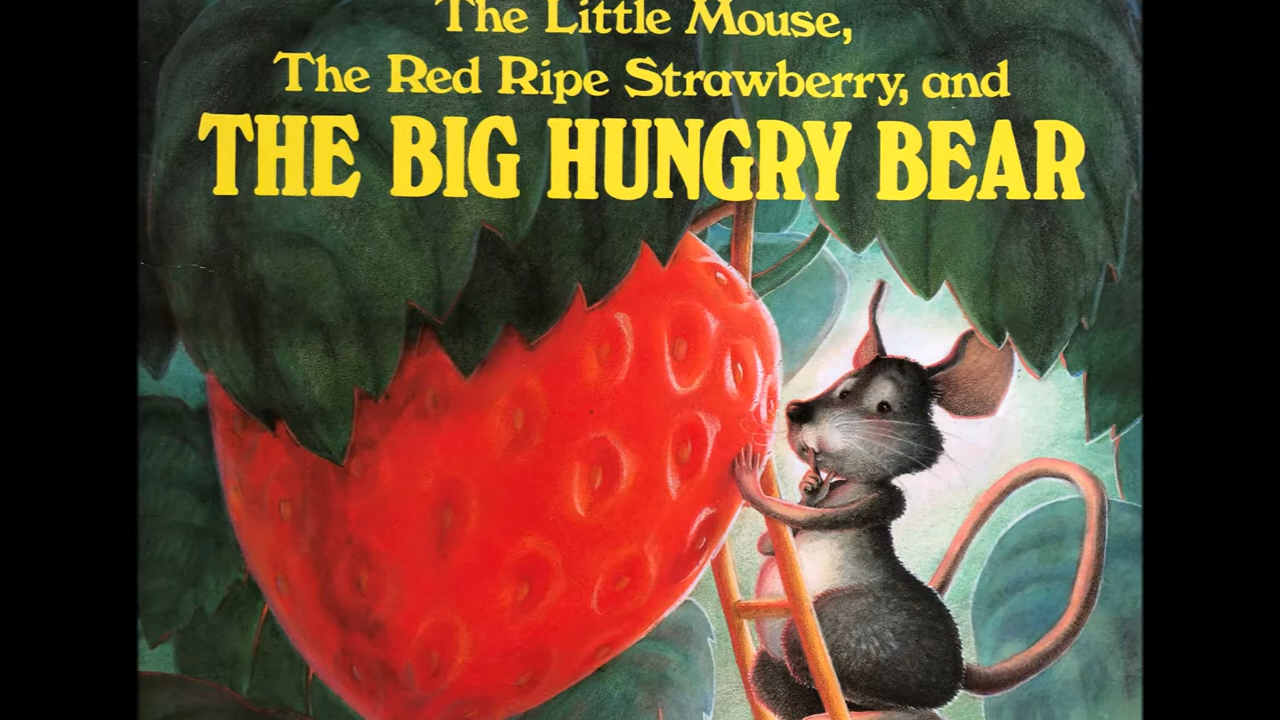 The Little Mouse,
The Red Ripe Strawberry, and
THE BIG HUNGRY BEAR